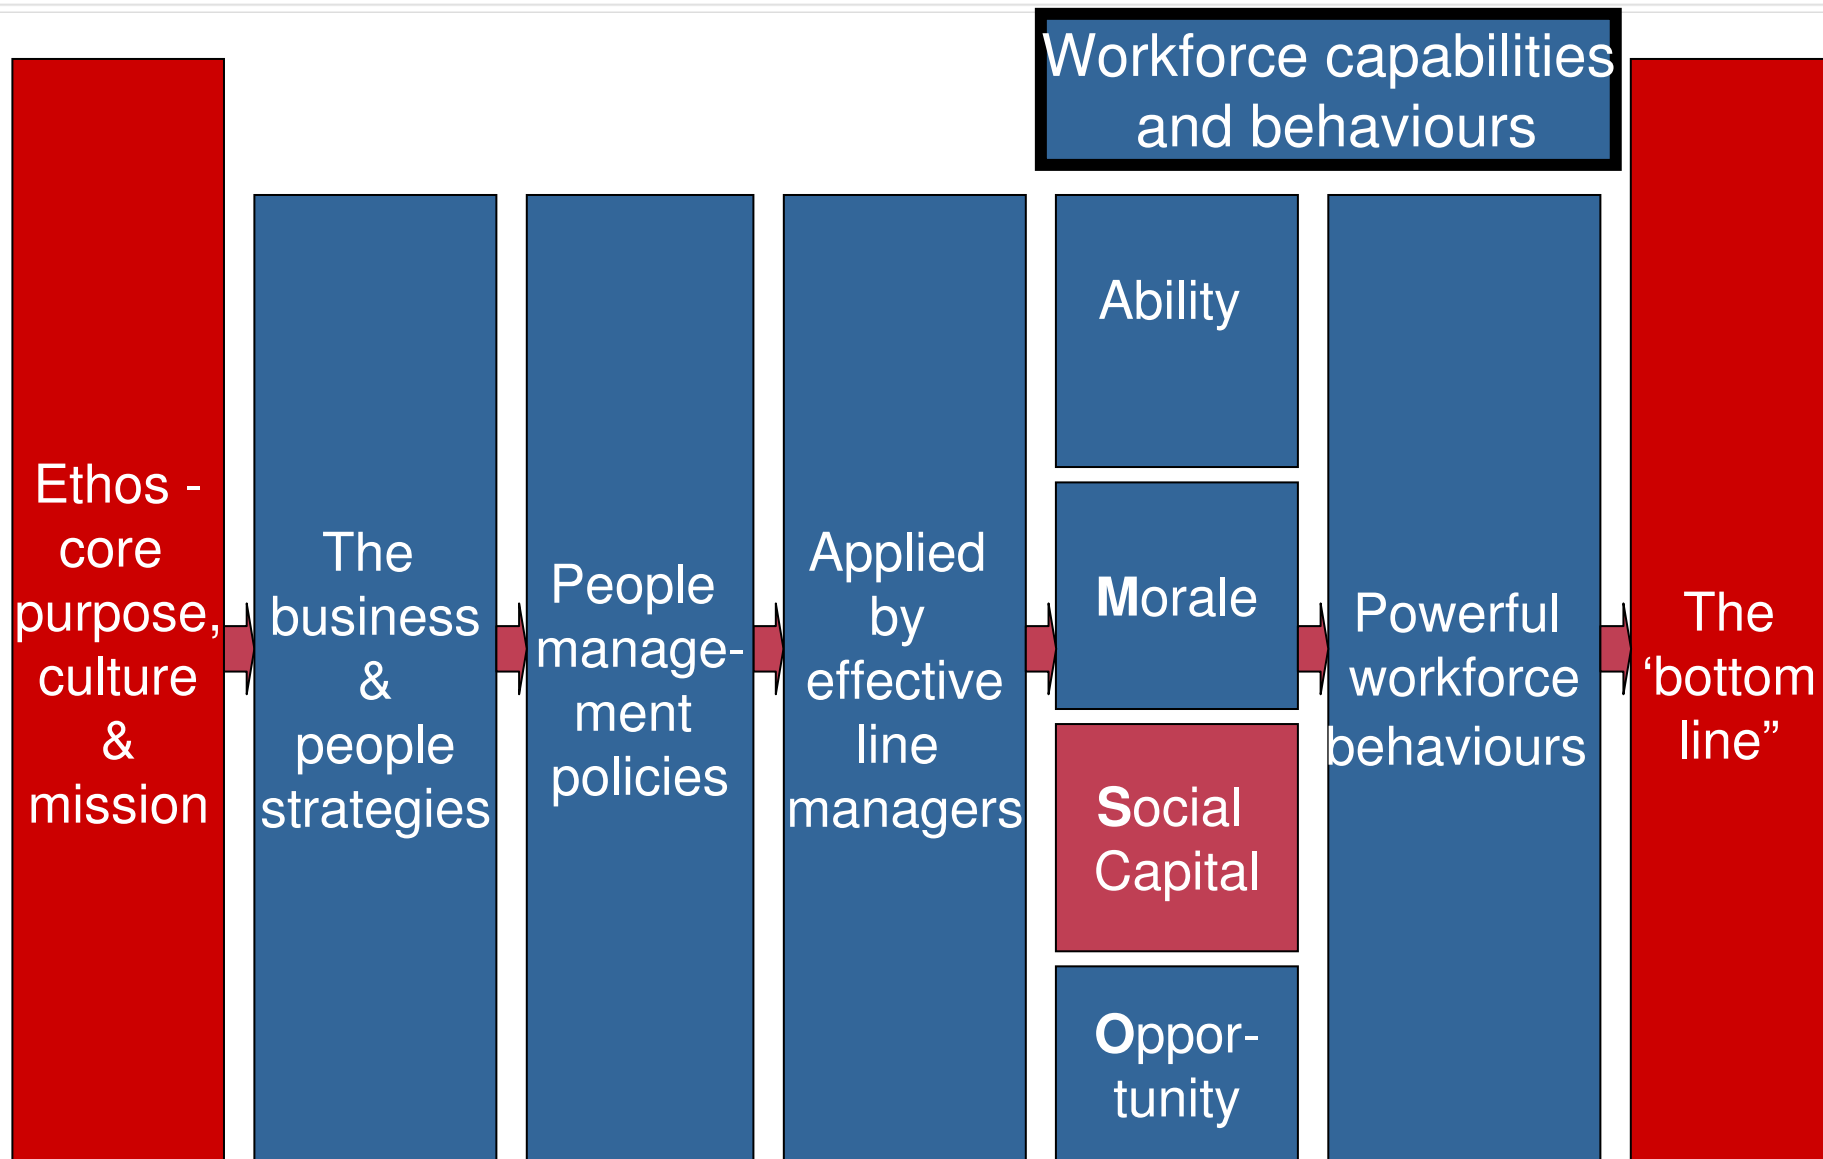 Workforce capabilities
and behaviours
Ethos -
core
purpose,
culture
&
mission
The
business
&
people
strategies
People
manage-
ment
policies
Applied
by
effective
line
managers
Ability
Morale
Social
Capital
Oppor-
tunity
Powerful
workforce
behaviours
The
‘bottom
line”